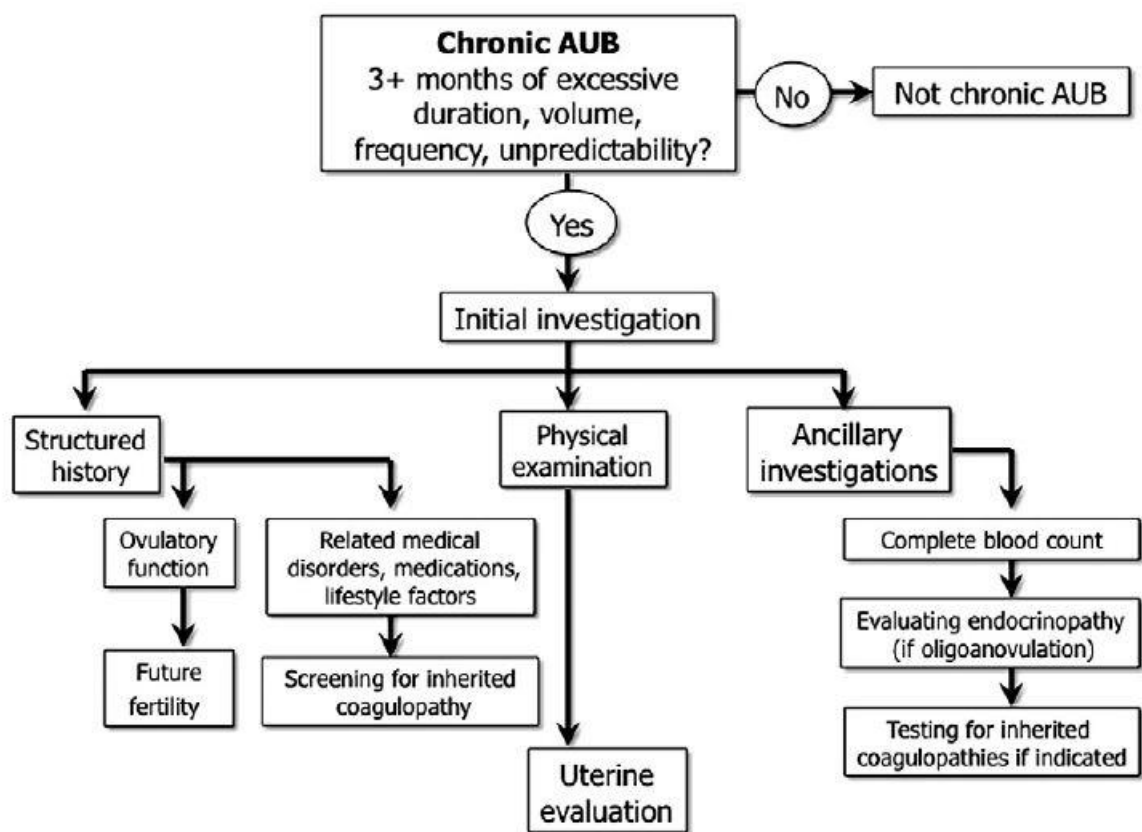 Chronic AUB
3+ months of excessive
duration, volume,
frequency, unpredictability?
No
Not chronic AUB
Yes
Initial investigation
Structured
history
Physical
examination
Ancillary
investigations
Ovulatory
function
Related medical
disorders, medications,
lifestyle factors
Complete blood count
Future
fertility
Screening for inherited
coagulopathy
Evaluating endocrinopathy
(if oligoanovulation)
Testing for inherited
coagulopathies if indicated
Uterine
evaluation